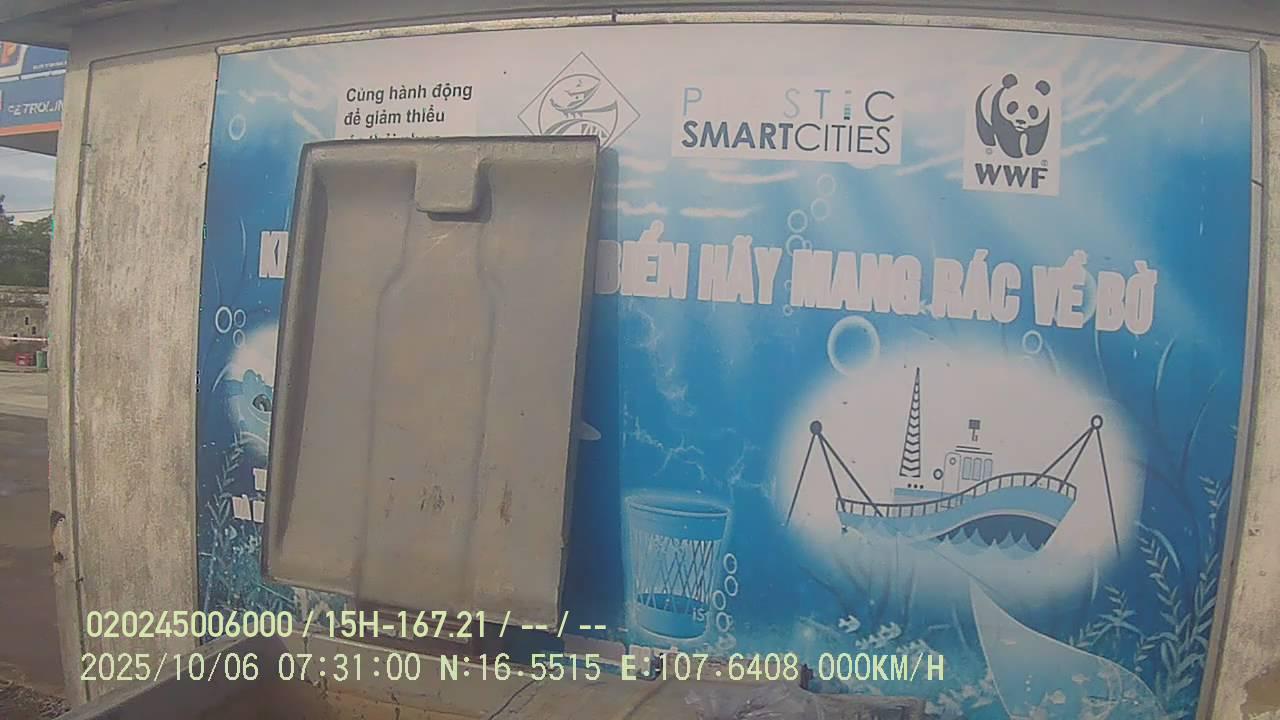 PETROLIM
Cùng hành động
để giảm thiểu
P STiC
SMARTCITIES
WWF
BIỂN HÃY MANG RÁC VỀ BỜ
020245006000 / 15H-167.21 / -- / --
2025/10/06 07:31:00 N:16.5515 E:107.6408 000KM/H